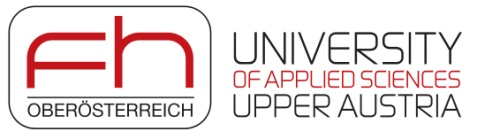 fh
OBERÖSTERREICH
UNIVERSITY
OF APPLIED SCIENCES
UPPER AUSTRIA